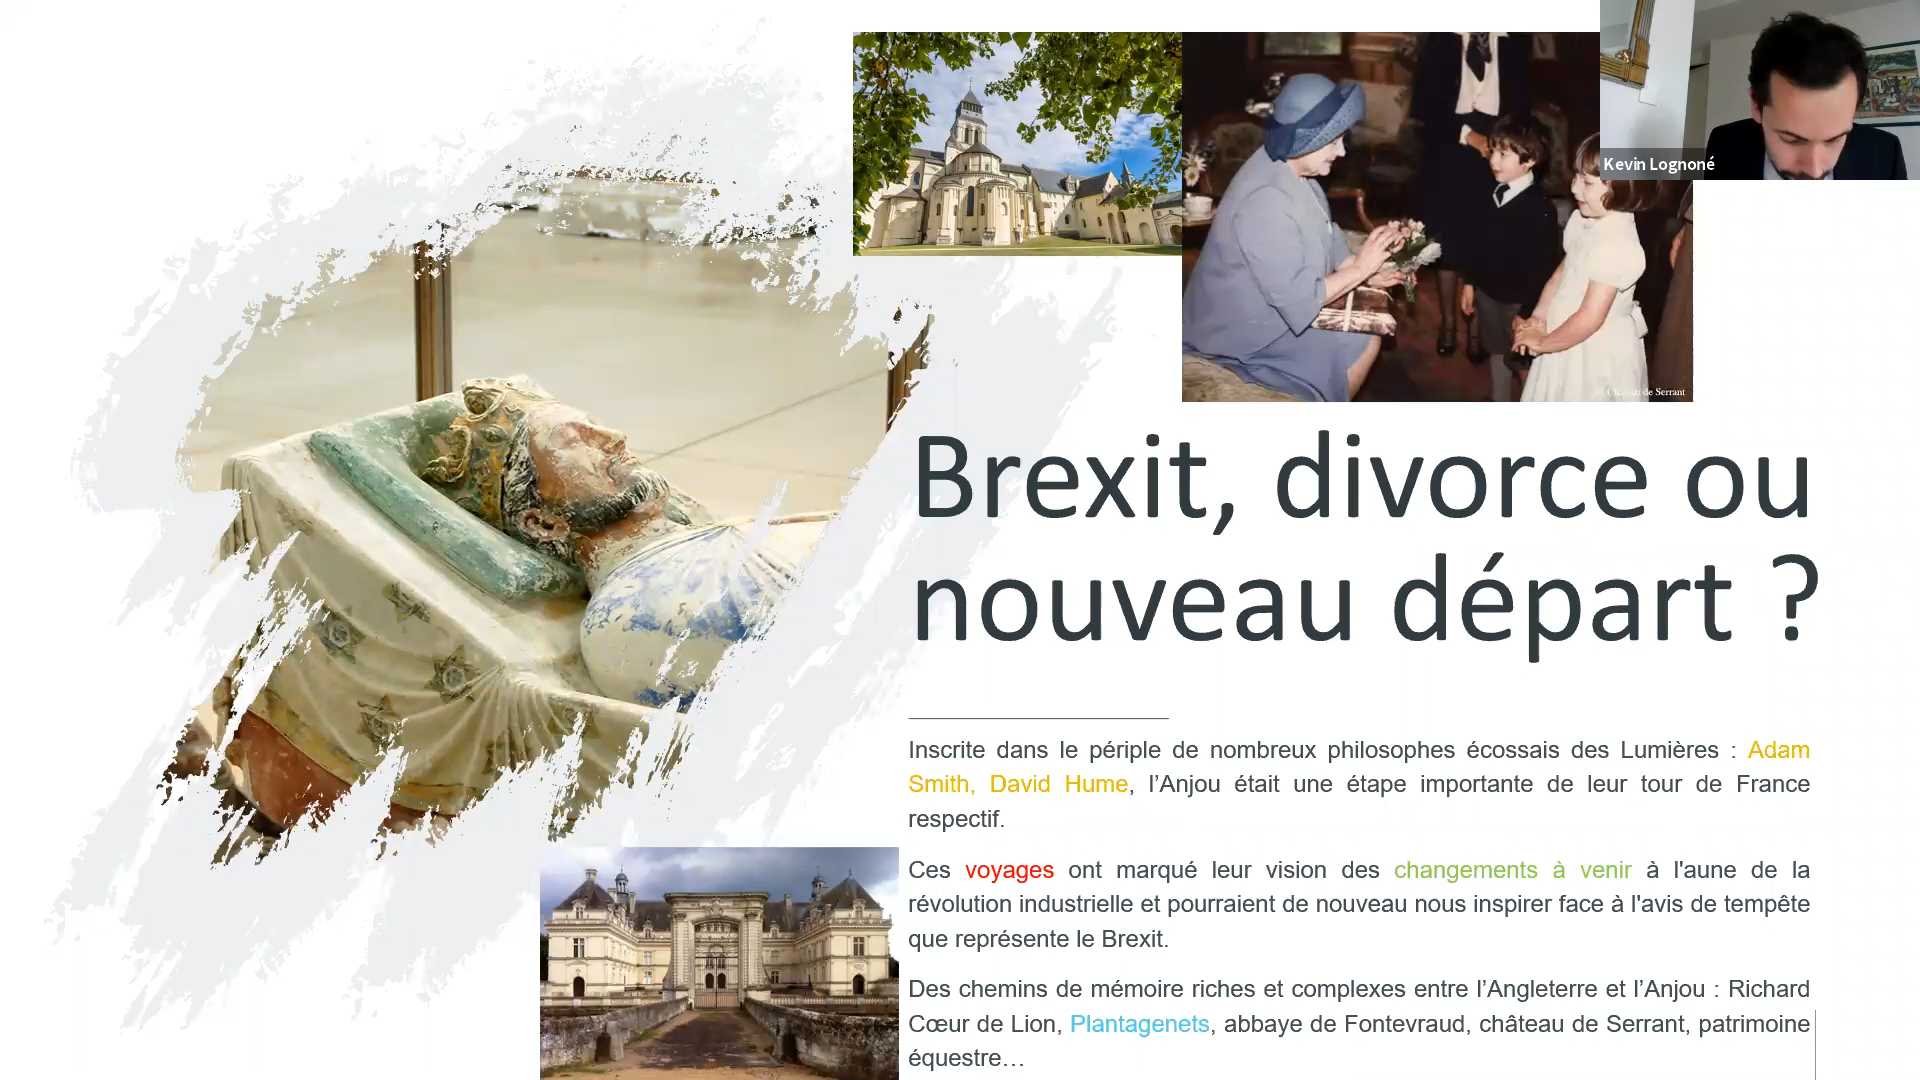 Kevin Lognoné
de Serrant
Brexit, divorce ou
nouveau départ ?
Inscrite dans le périple de nombreux philosophes écossais des Lumières : Adam
Smith, David Hume, l’Anjou était une étape importante de leur tour de France
respectif.
Ces voyages ont marqué leur vision des changements à venir à l'aune de la
révolution industrielle et pourraient de nouveau nous inspirer face à l'avis de tempête
que représente le Brexit.
Des chemins de mémoire riches et complexes entre l’Angleterre et l’Anjou : Richard
Cœur de Lion, Plantagenets, abbaye de Fontevraud, château de Serrant, patrimoine
équestre…